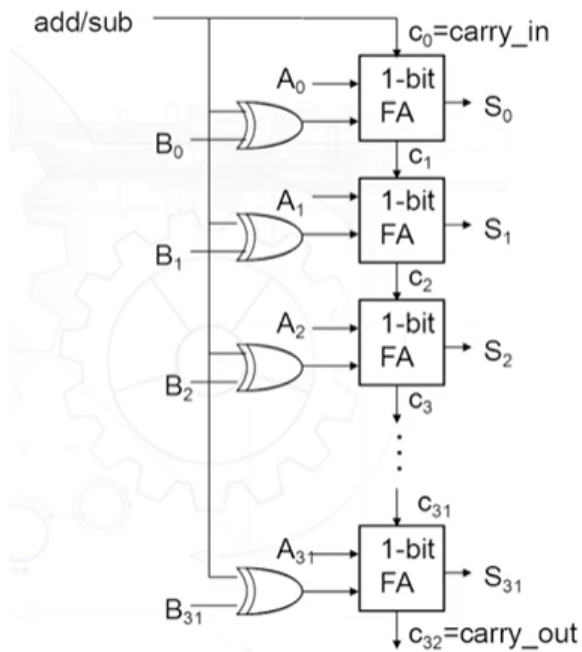 add/sub
c₀=carry_in
A₀
1-bit
FA
S₀
B₀
c₁
A₁
1-bit
FA
S₁
B₁
c₂
A₂
1-bit
FA
S₂
B₂
c₃
c₃₁
A₃₁
1-bit
FA
S₃₁
B₃₁
c₃₂=carry_out